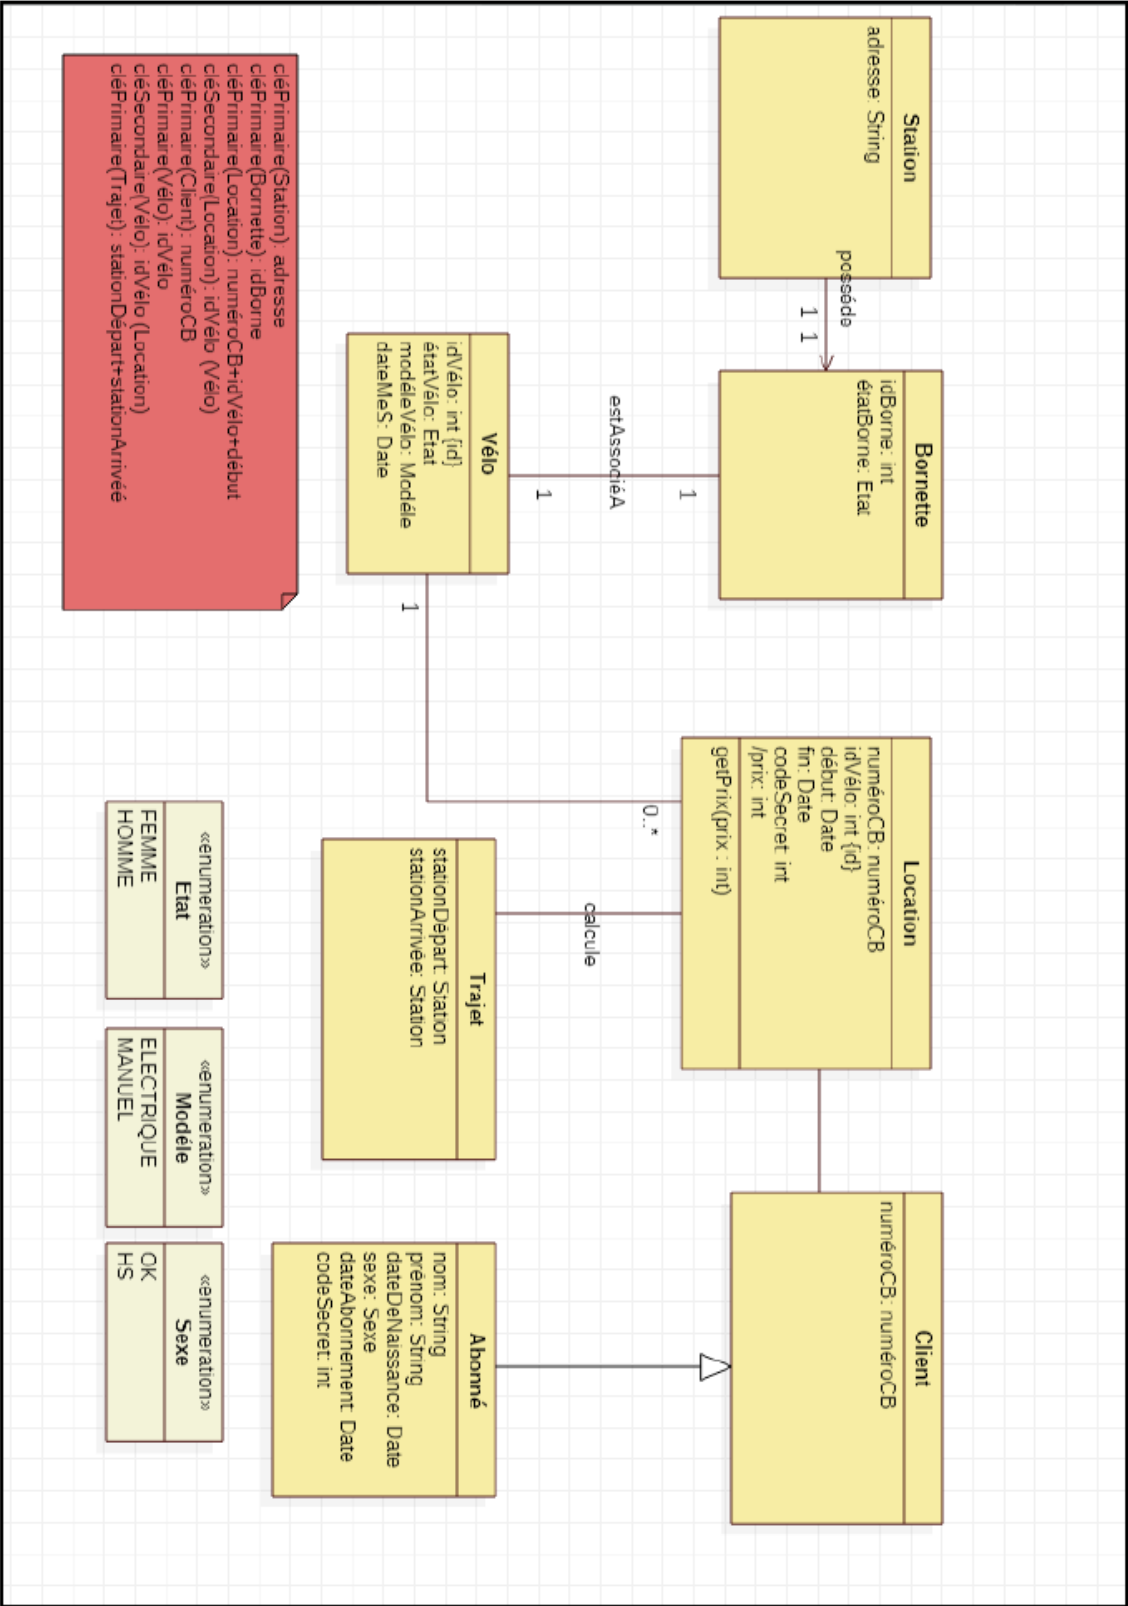 Station
adresse: String
posséde
1
1
Bornette
idBorne: int
étatBorne: Etat
estAssociéA
1
1
Vélo
idVélo: int {id}
étatVélo: Etat
modéleVélo: Modéle
dateMeS: Date
1
0..*
Location
numéroCB: numéroCB
idVélo: int {id}
début: Date
fin: Date
codeSecret: int
/prix: int
getPrix(prix : int)
calcule
Trajet
stationDépart: Station
stationArrivée: Station
Client
numéroCB: numéroCB
Abonné
nom: String
prénom: String
dateDeNaissance: Date
sexe: Sexe
dateAbonnement: Date
codeSecret: int
cléPrimaire(Station): adresse
cléPrimaire(Bornette): idBorne
cléPrimaire(Location): numéroCB+idVélo+début
cléSecondaire(Location): idVélo (Vélo)
cléPrimaire(Client): numéroCB
cléPrimaire(Vélo): idVélo
cléSecondaire(Vélo): idVélo (Location)
cléPrimaire(Trajet): stationDépart+stationArrivéé
«enumeration»
Etat
FEMME
HOMME
«enumeration»
Modéle
ELECTRIQUE
MANUEL
«enumeration»
Sexe
OK
HS